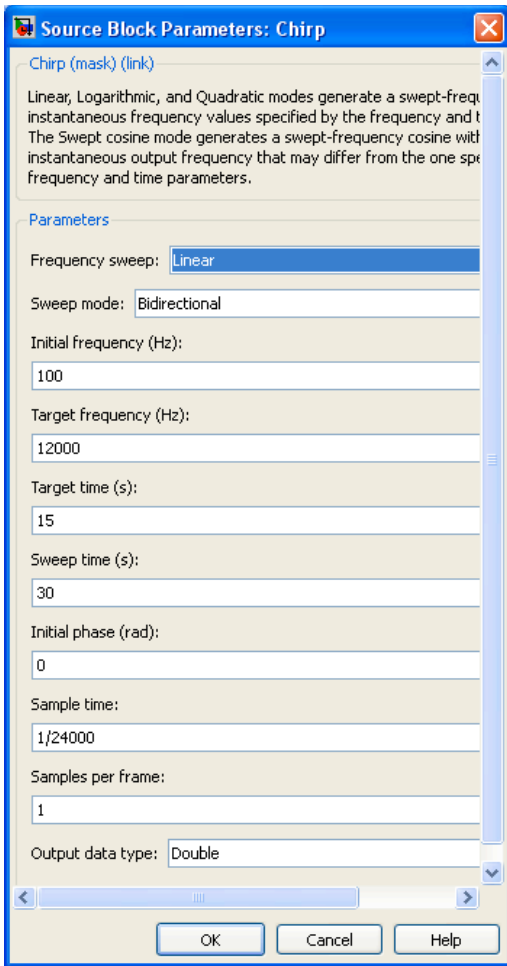 Source Block Parameters: Chirp
Chirp (mask) (link)
Linear, Logarithmic, and Quadratic modes generate a swept-frequ
instantaneous frequency values specified by the frequency and t
The Swept cosine mode generates a swept-frequency cosine with
instantaneous output frequency that may differ from the one spe
frequency and time parameters.
Parameters
Frequency sweep: Linear
Sweep mode: Bidirectional
Initial frequency (Hz):
100
Target frequency (Hz):
12000
Target time (s):
15
Sweep time (s):
30
Initial phase (rad):
0
Sample time:
1/24000
Samples per frame:
1
Output data type: Double
OK Cancel Help